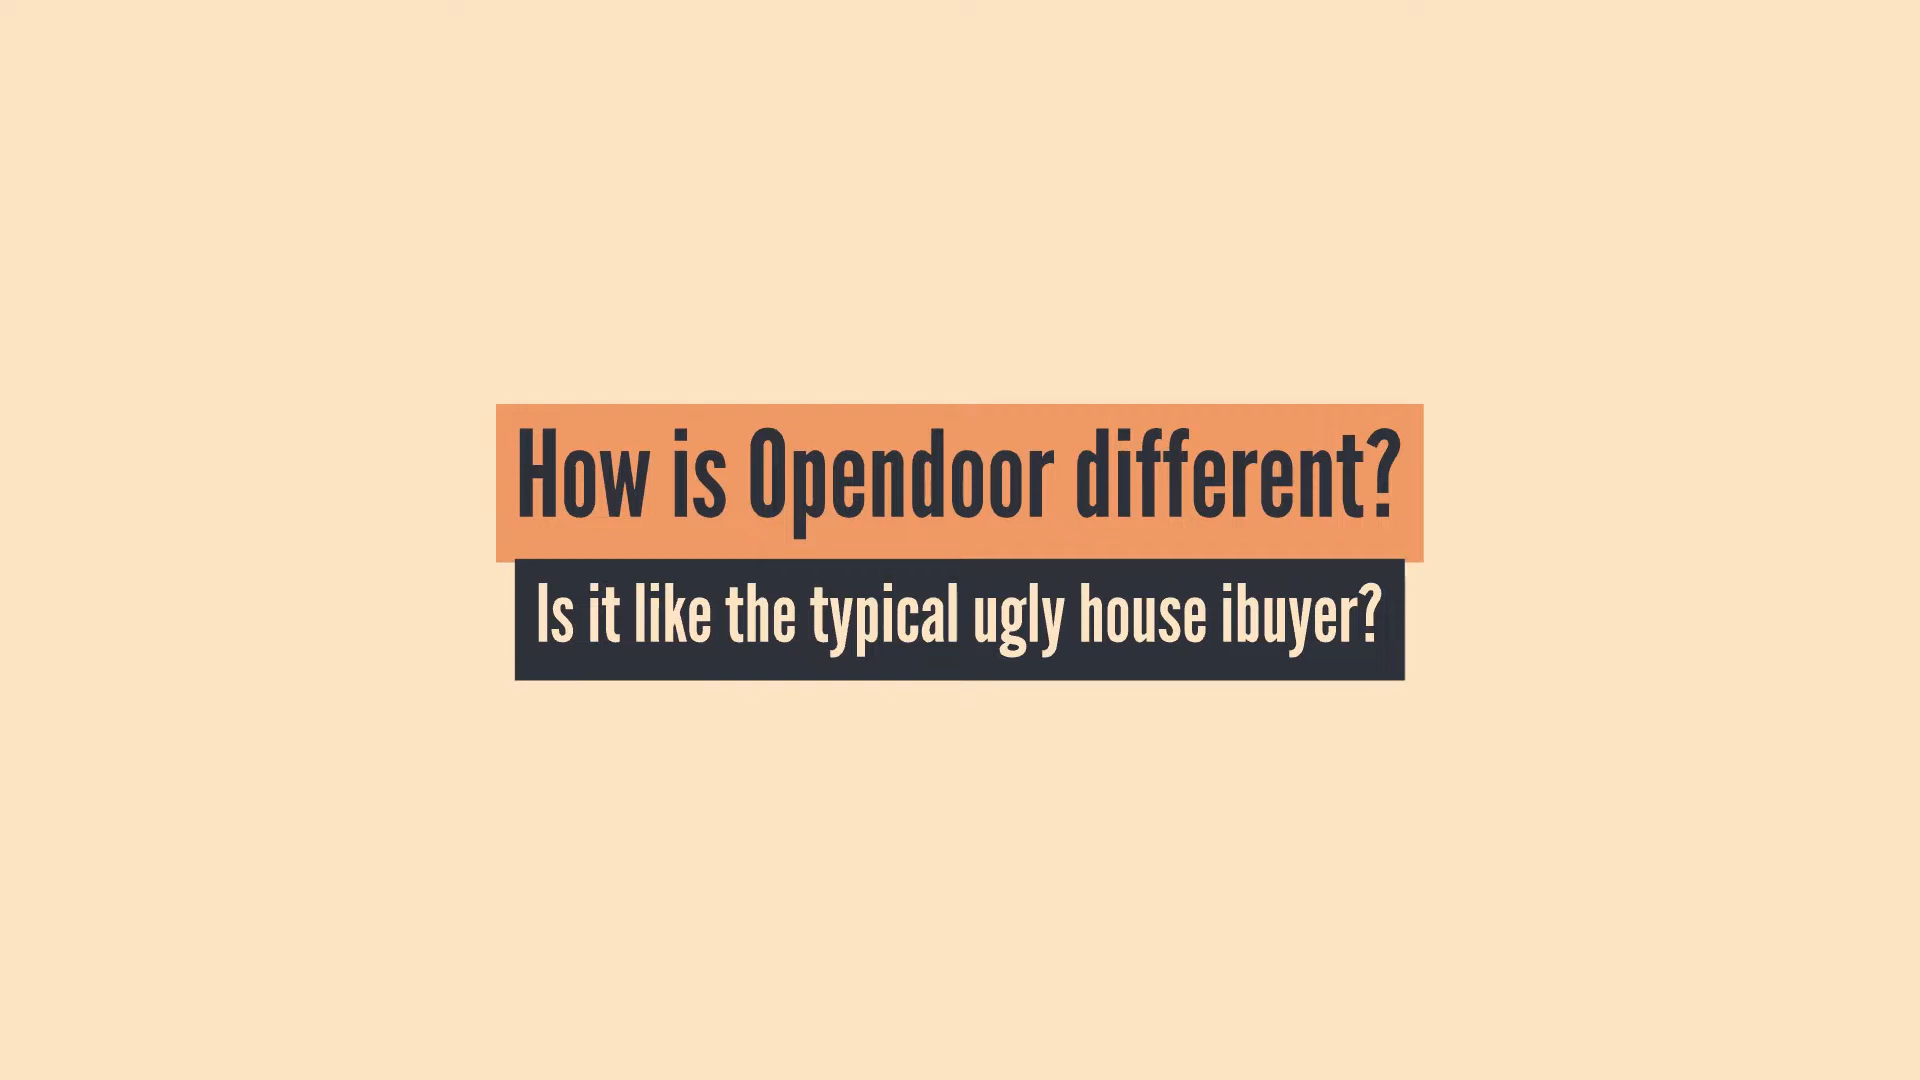 How is Opendoor different?
Is it like the typical ugly house ibuyer?